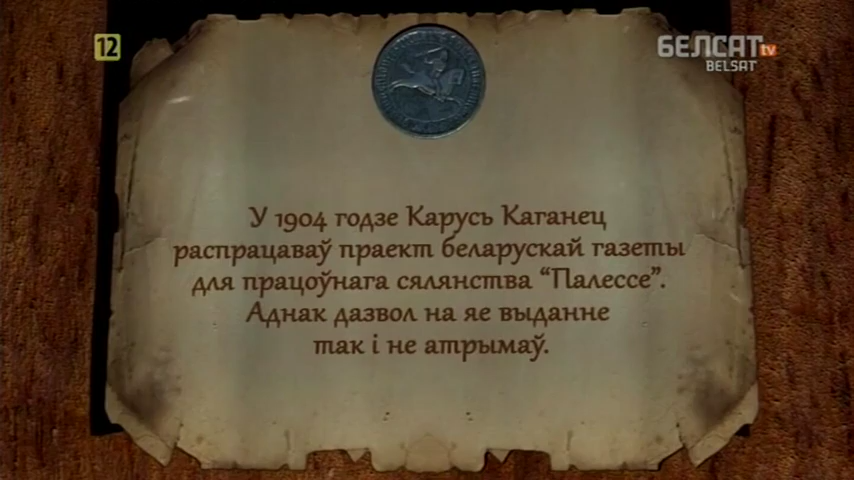 12
БЕЛСАТ tv
BELSAT
У 1904 годзе Карусь Каганец
распрацаваў праект беларускай газеты
для працоўнага сялянства “Палессе”.
Аднак дазвол на яе выданне
так і не атрымаў.